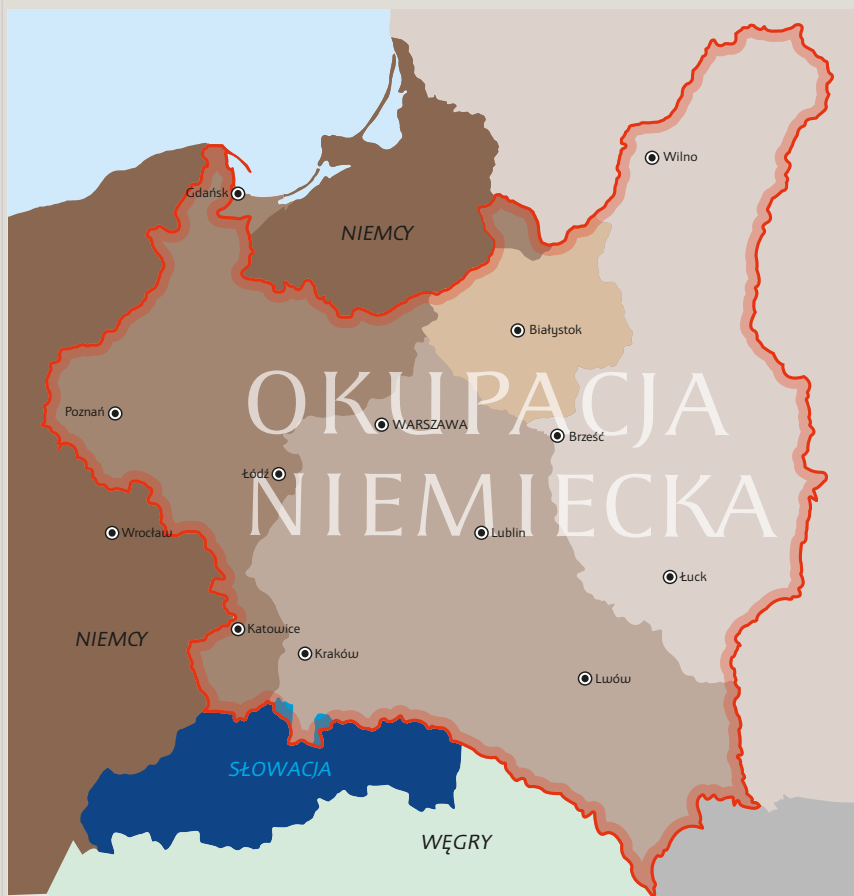 Wilno
Gdańsk
NIEMCY
Białystok
OKUPACJA
Poznań
WARSZAWA
Brześć
Łódź
NIEMIECKA
Wrocław
Lublin
Łuck
Katowice
NIEMCY
Kraków
Lwów
SŁOWACJA
WĘGRY